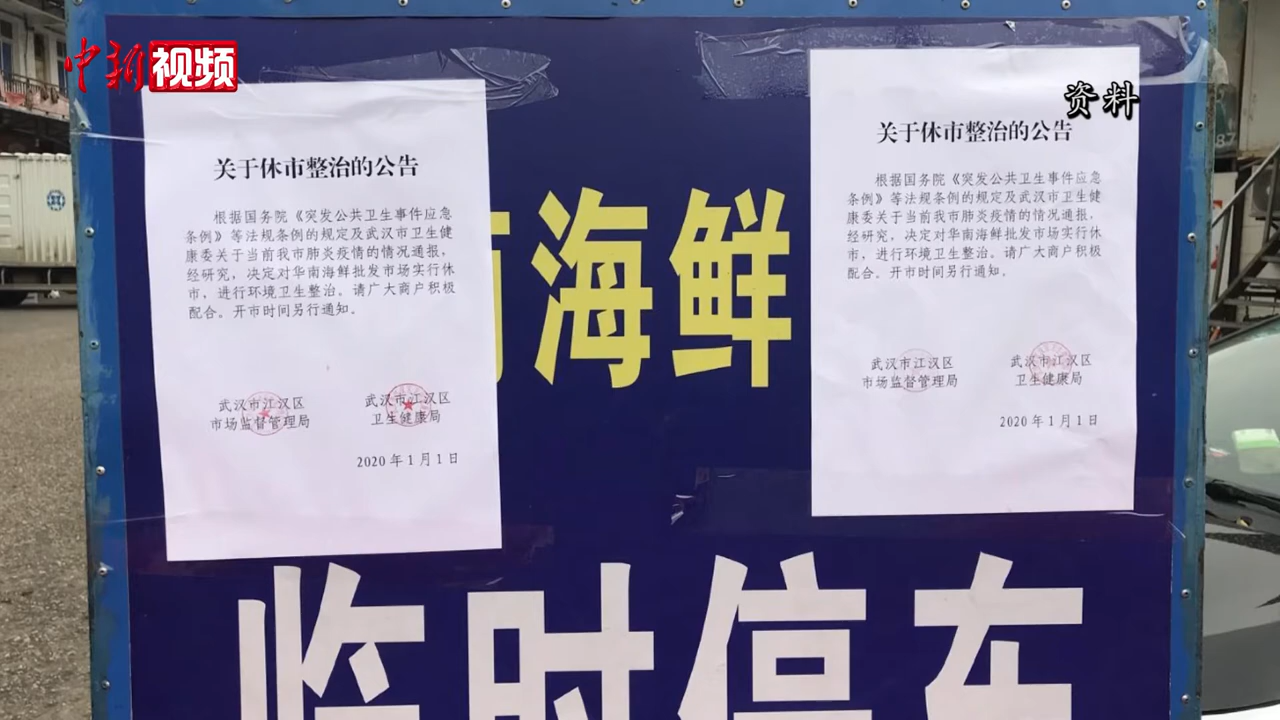 中新视频
资料
关于休市整治的公告
根据国务院《突发公共卫生事件应急
条例》等法规条例的规定及武汉市卫生健
康委关于当前我市肺炎疫情的情况通报，
经研究，决定对华南海鲜批发市场实行休
市，进行环境卫生整治。请广大商户积极
配合。开市时间另行通知。
武汉市江汉区
市场监督管理局
武汉市江汉区
卫生健康局
2020年1月1日
关于休市整治的公告
根据国务院《突发公共卫生事件应急
条例》等法规条例的规定及武汉市卫生健
康委关于当前我市肺炎疫情的情况通报，
经研究，决定对华南海鲜批发市场实行休
市，进行环境卫生整治。请广大商户积极
配合。开市时间另行通知。
武汉市江汉区
市场监督管理局
武汉市江汉区
卫生健康局
2020年1月1日
南海鲜
临时停车